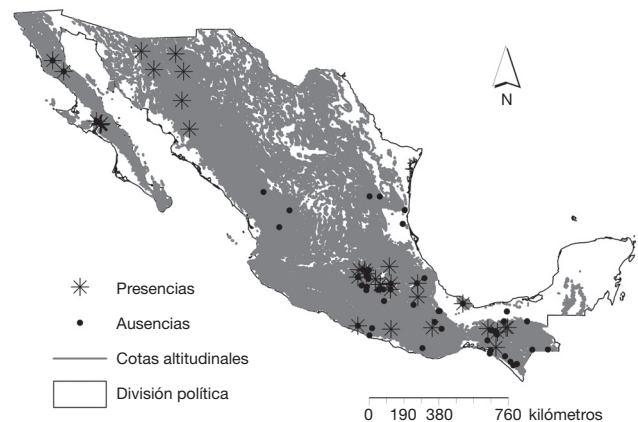 N
Presencias
Ausencias
Cotas altitudinales
División política
0 190 380 760 kilómetros